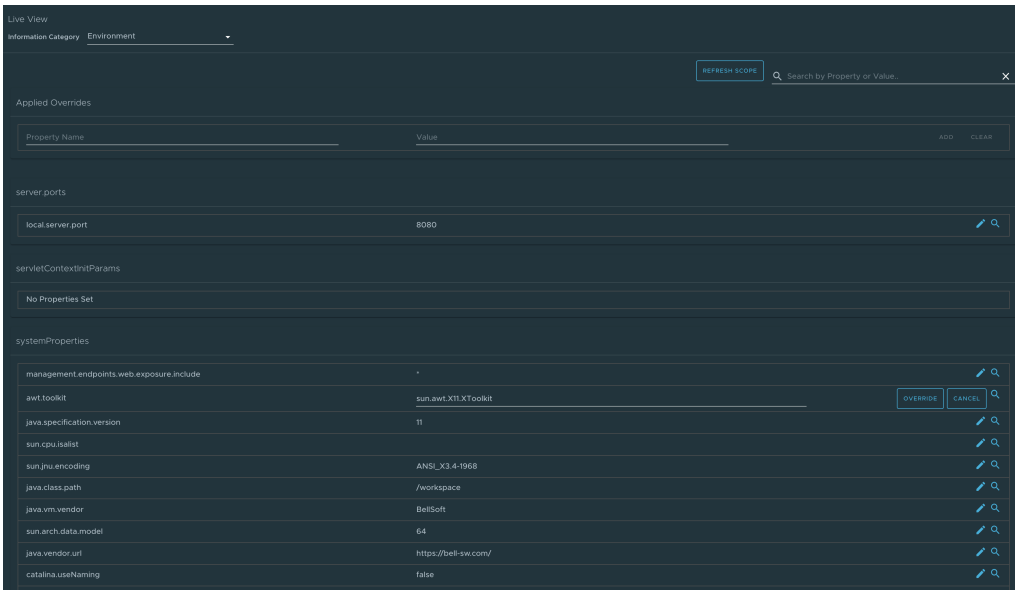 Live View
Information Category Environment
REFRESH SCOPE Search by Property or Value..
Applied Overrides
Property Name Value ADD CLEAR
server.ports
local.server.port 8080
servletContextInitParams
No Properties Set
systemProperties
management.endpoints.web.exposure.include *
awt.toolkit sun.awt.X11.XToolkit OVERRIDE CANCEL
java.specification.version 11
sun.cpu.isalist
sun.jnu.encoding ANSI_X3.4-1968
java.class.path /workspace
java.vm.vendor BellSoft
sun.arch.data.model 64
java.vendor.url https://bell-sw.com/
catalina.useNaming false